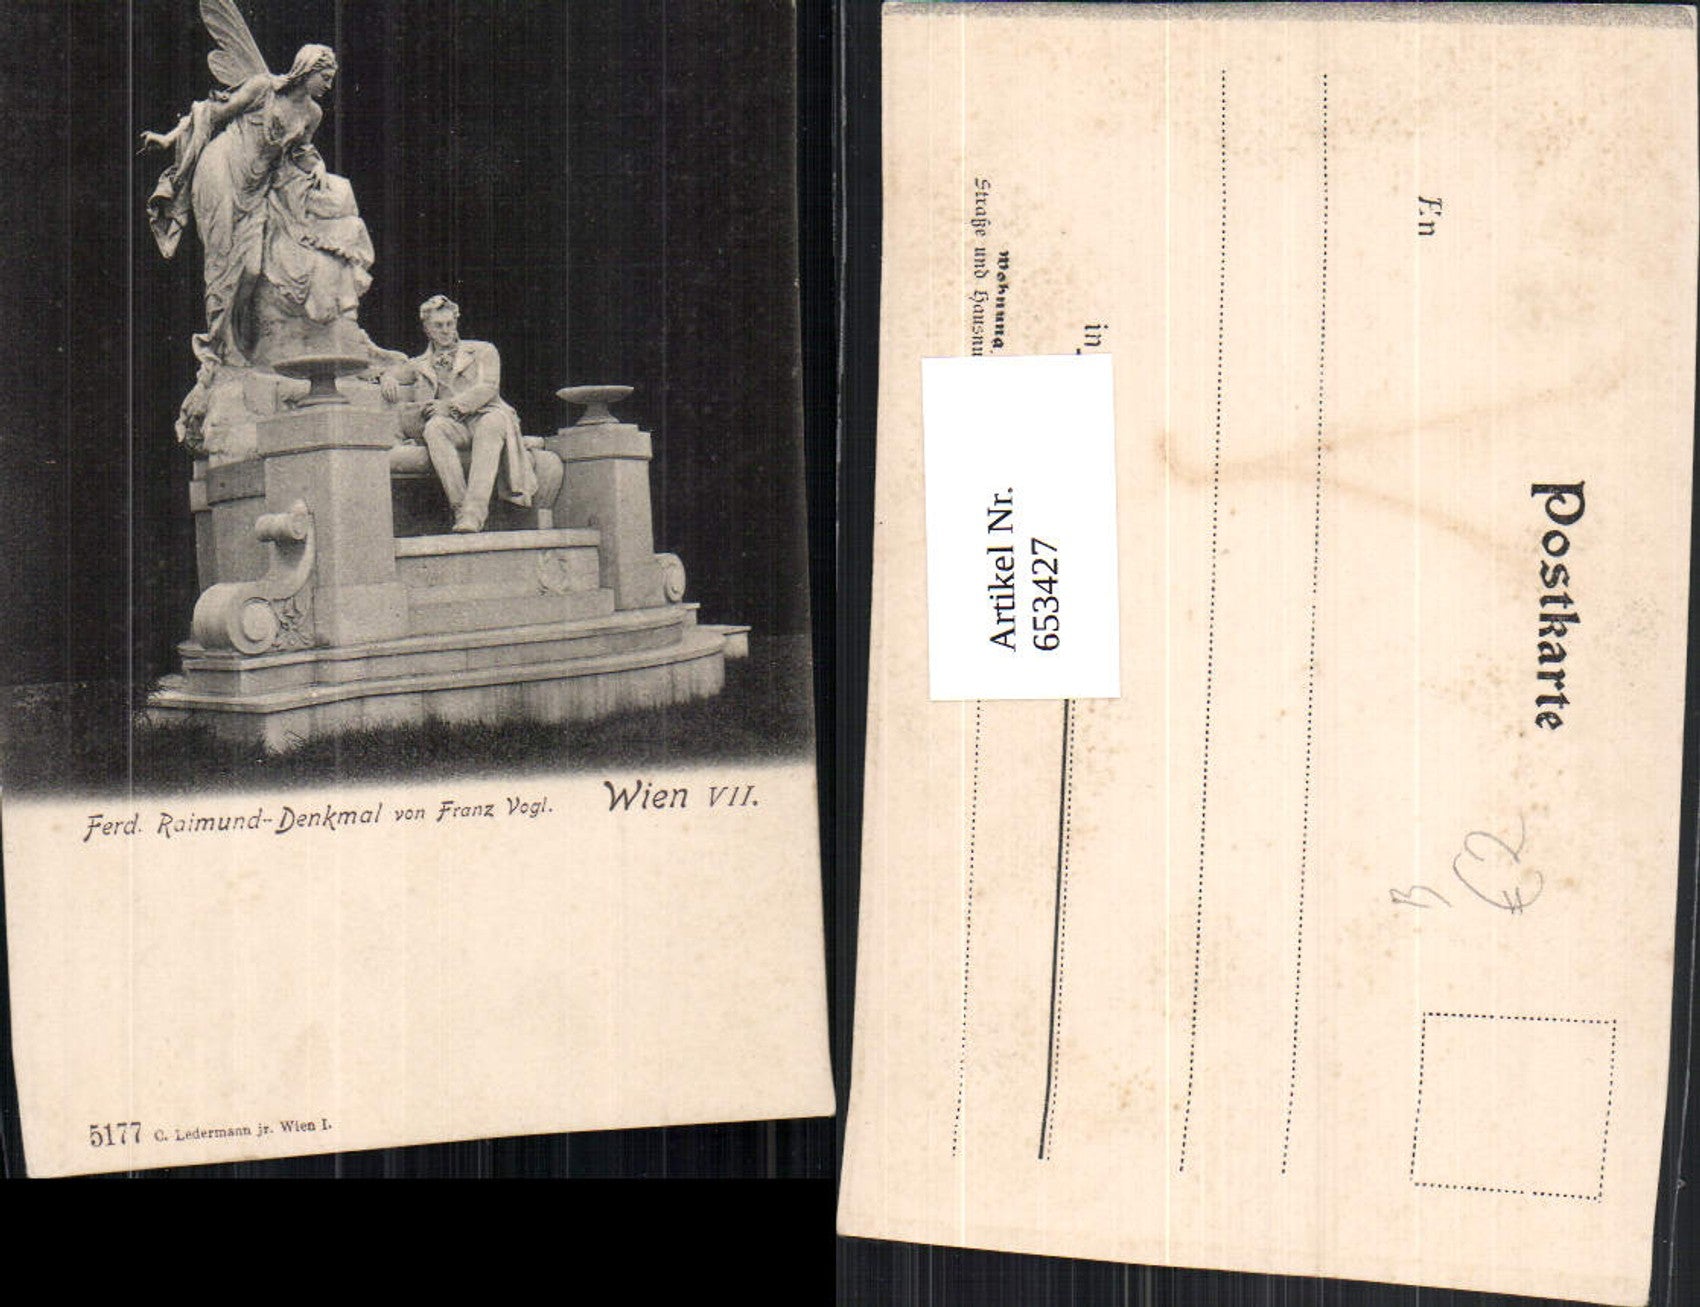 Ferd. Raimund-Denkmal von Franz Vogl. Wien VII.
5177 C. Ledermann jr. Wien I.
Postkarte
An
in
Wohnung
Straße und Hausnu
Artikel Nr.
653427
€2